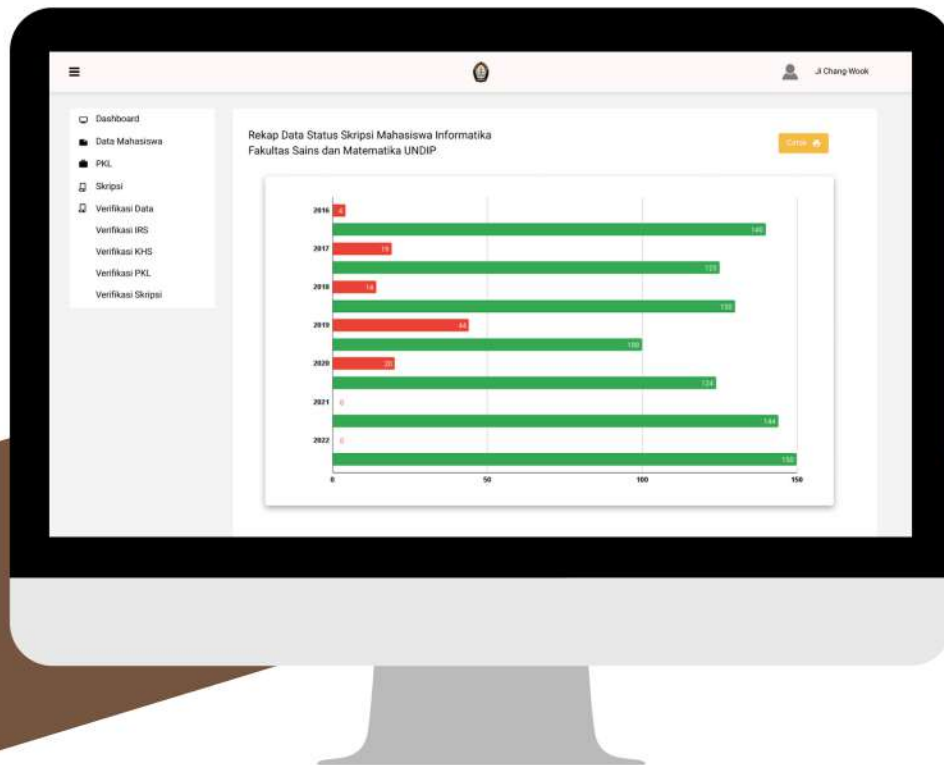 Ji Chang-Wook
Dashboard
Data Mahasiswa
PKL
Skripsi
Verifikasi Data
Verifikasi IRS
Verifikasi KHS
Verifikasi PKL
Verifikasi Skripsi
Rekap Data Status Skripsi Mahasiswa Informatika
Fakultas Sains dan Matematika UNDIP
Cetak
2016
4
140
2017
19
125
2018
14
130
2019
44
100
2020
20
124
2021
0
144
2022
0
150
0
50
100
150